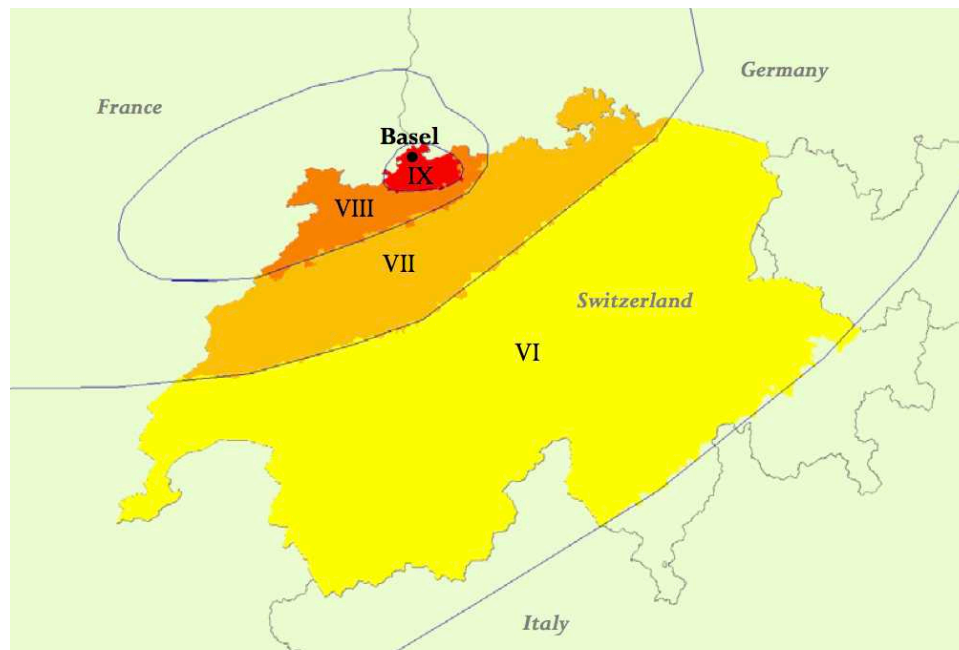 Germany
France
Basel
IX
VIII
VII
Switzerland
VI
Italy